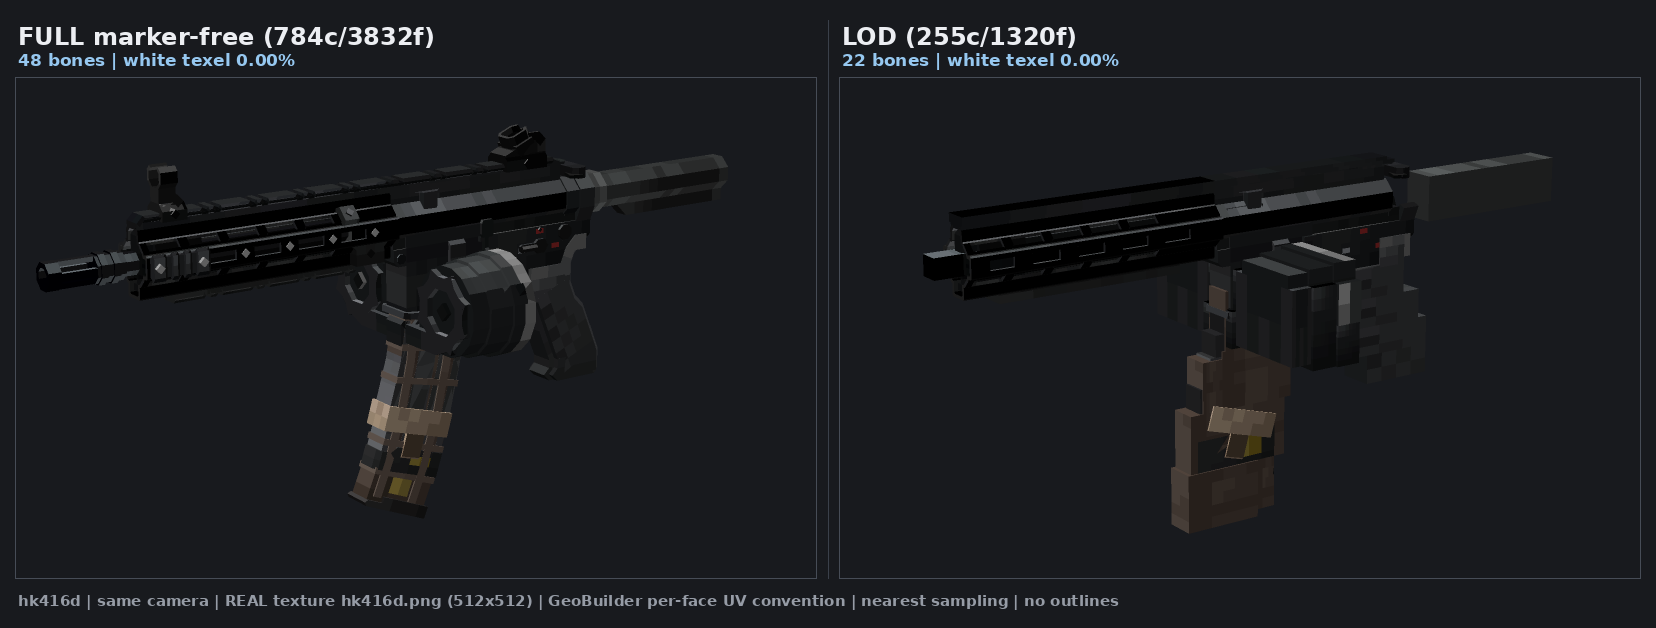 FULL marker-free (784c/3832f)
48 bones | white texel 0.00%
LOD (255c/1320f)
22 bones | white texel 0.00%
hk416d | same camera | REAL texture hk416d.png (512x512) | GeoBuilder per-face UV convention | nearest sampling | no outlines